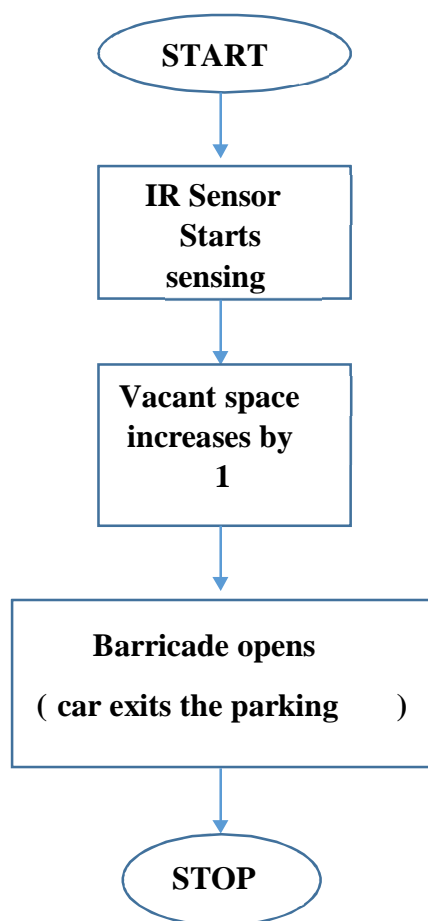 START
IR Sensor
Starts
sensing
Vacant space
increases by
1
Barricade opens
( car exits the parking )
STOP